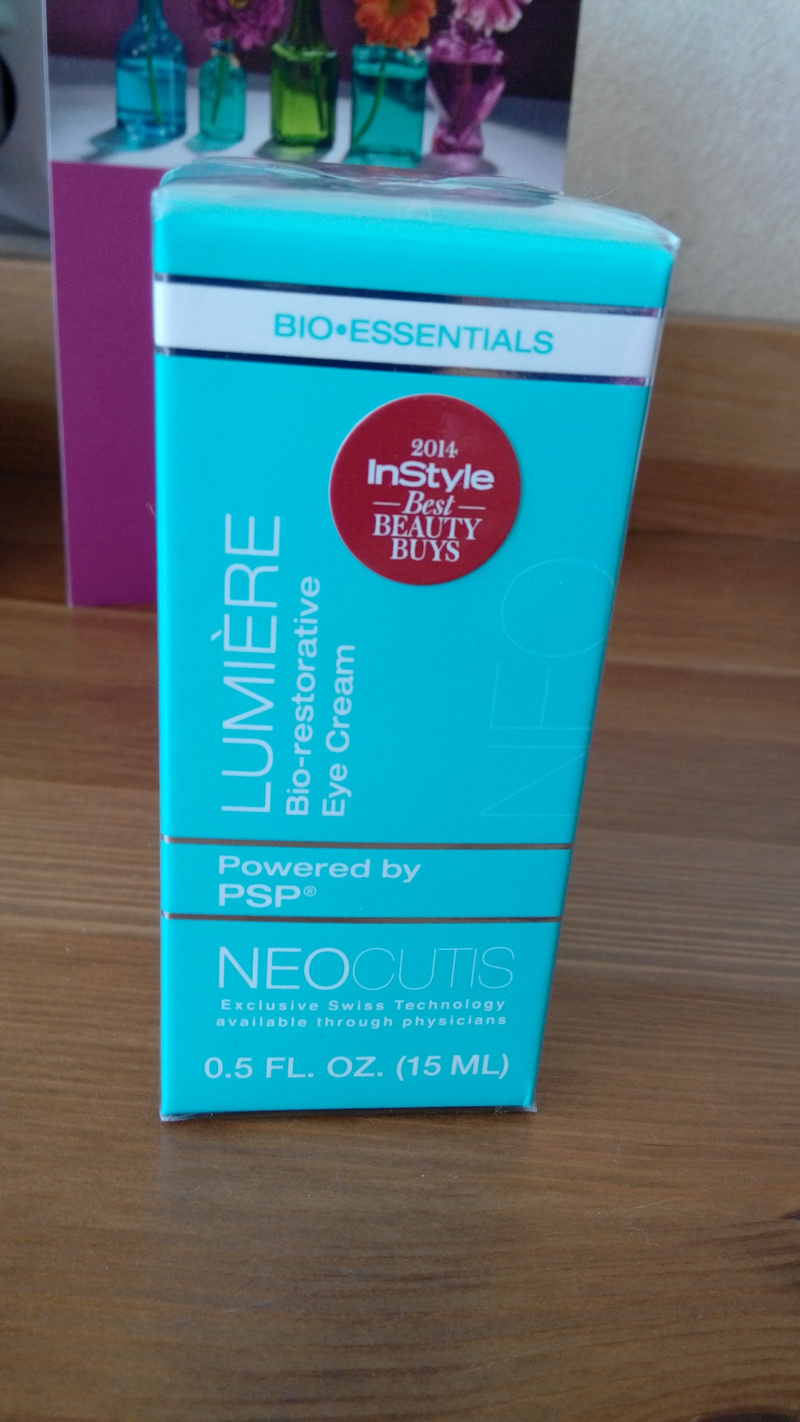 BIO•ESSENTIALS
2014
InStyle
—Best—
BEAUTY
BUYS
LUMIÈRE
Bio-restorative
Eye Cream
NEO
Powered by
PSP®
NEOCUTIS
Exclusive Swiss Technology
available through physicians
0.5 FL. OZ. (15 ML)